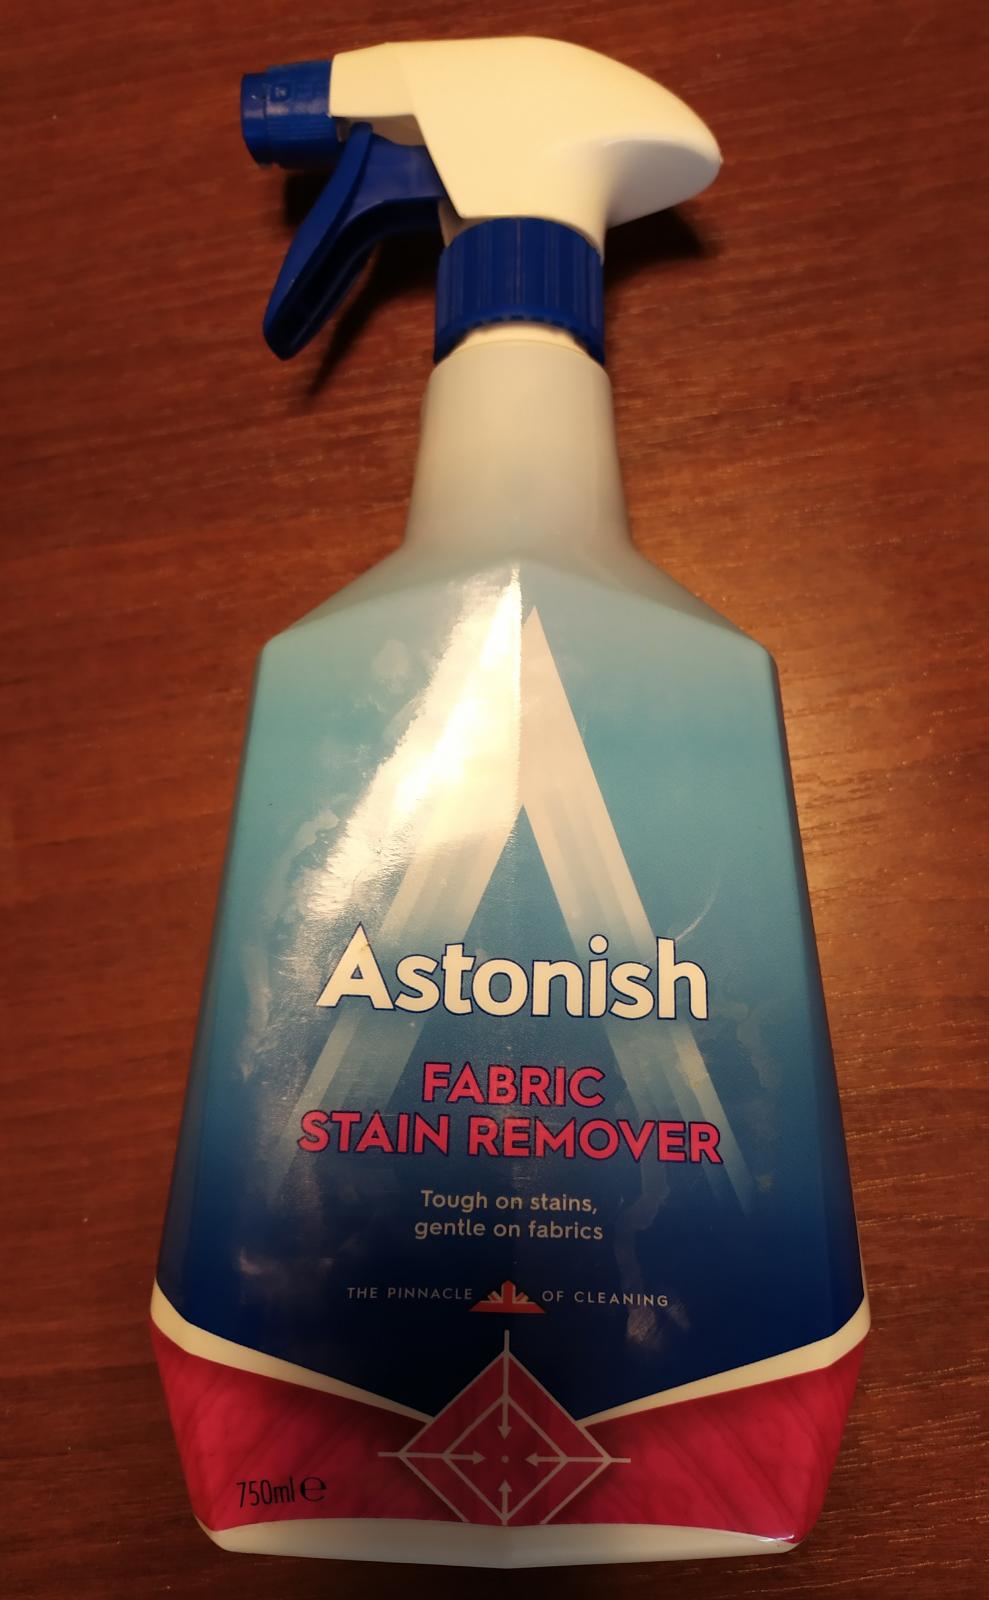 Astonish
FABRIC
STAIN REMOVER
Tough on stains,
gentle on fabrics
THE PINNACLE OF CLEANING
750ml ℮